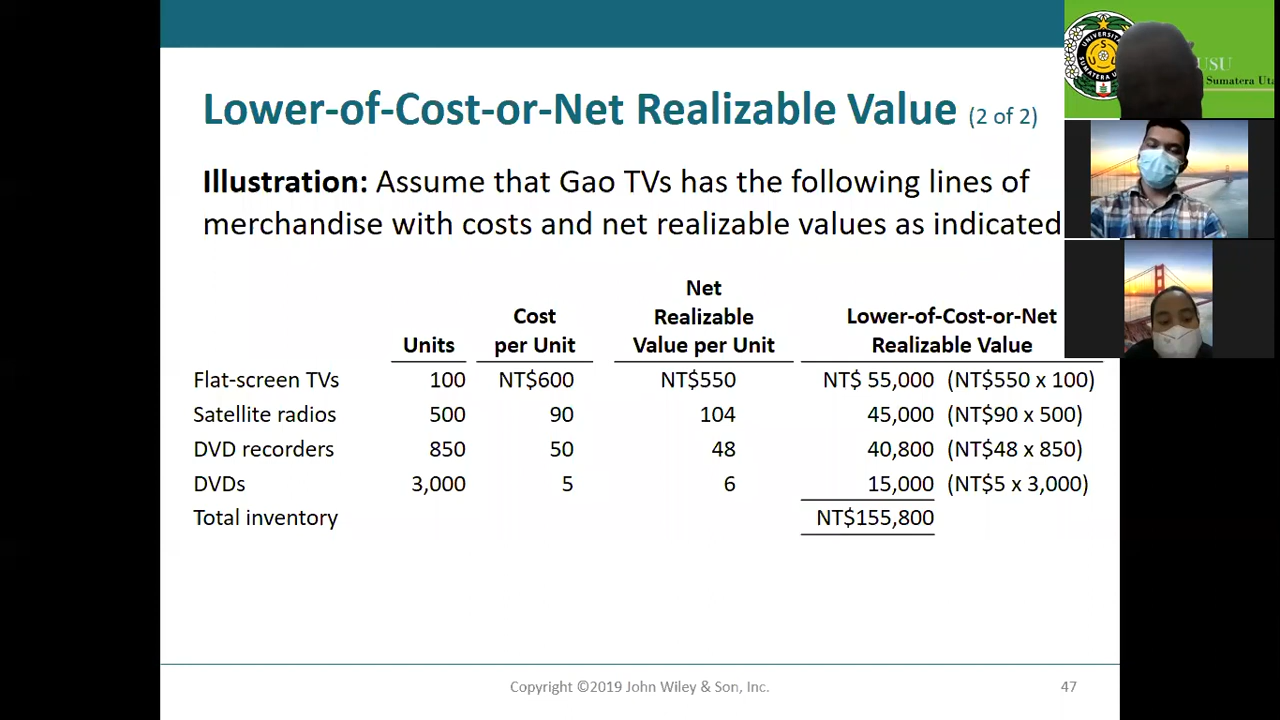 Lower-of-Cost-or-Net Realizable Value (2 of 2)
Illustration: Assume that Gao TVs has the following lines of
merchandise with costs and net realizable values as indicated
Units
Cost
per Unit
Net
Realizable
Value per Unit
Lower-of-Cost-or-Net
Realizable Value
Flat-screen TVs 100 NT$600 NT$550 NT$ 55,000 (NT$550 x 100)
Satellite radios 500 90 104 45,000 (NT$90 x 500)
DVD recorders 850 50 48 40,800 (NT$48 x 850)
DVDs 3,000 5 6 15,000 (NT$5 x 3,000)
Total inventory NT$155,800
Copyright ©2019 John Wiley & Son, Inc. 47
USU
Sumatera Uta